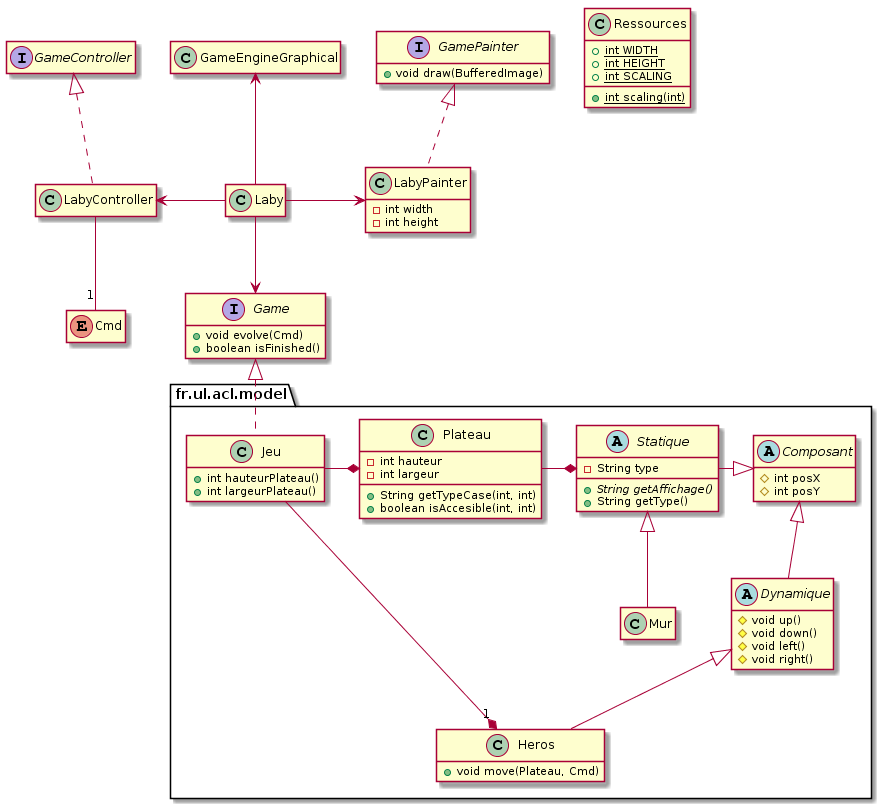 I GameController
C GameEngineGraphical
I GamePainter
void draw(BufferedImage)
C Ressources
int WIDTH
int HEIGHT
int SCALING
int scaling(int)
C LabyController
C Laby
C LabyPainter
int width
int height
1
E Cmd
I Game
void evolve(Cmd)
boolean isFinished()
fr.ul.acl.model
C Jeu
int hauteurPlateau()
int largeurPlateau()
C Plateau
int hauteur
int largeur
String getTypeCase(int, int)
boolean isAccesible(int, int)
A Statique
String type
String getAffichage()
String getType()
A Composant
int posX
int posY
C Mur
A Dynamique
void up()
void down()
void left()
void right()
1
C Heros
void move(Plateau, Cmd)